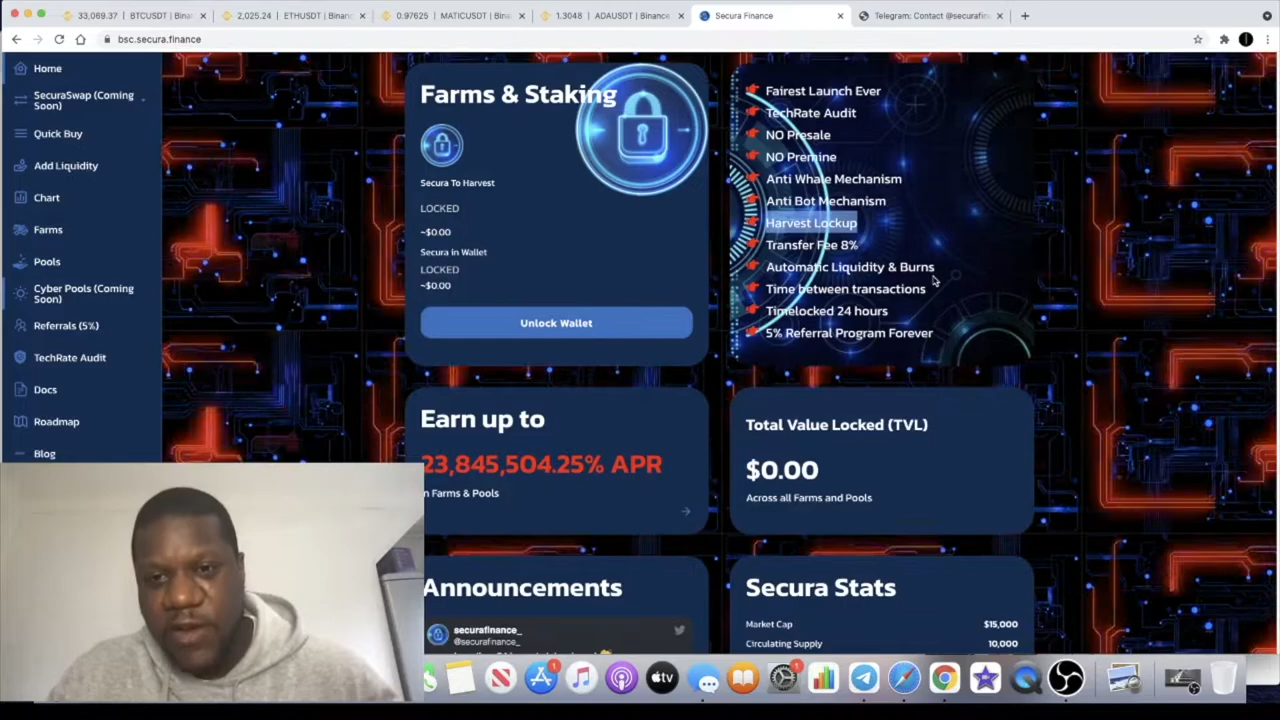 33,069.37 | BTCUSDT | Binan
2,025.24 | ETHUSDT | Binanc
0.97625 | MATICUSDT | Binan
1.3048 | ADAUSDT | Binance
Secura Finance
Telegram: Contact @securafin
bsc.secura.finance
Home
SecuraSwap (Coming
Soon)
Quick Buy
Add Liquidity
Chart
Farms
Pools
Cyber Pools (Coming
Soon)
Referrals (5%)
TechRate Audit
Docs
Roadmap
Blog
Farms & Staking
Secura To Harvest
LOCKED
~$0.00
Secura in Wallet
LOCKED
~$0.00
Unlock Wallet
Fairest Launch Ever
TechRate Audit
NO Presale
NO Premine
Anti Whale Mechanism
Anti Bot Mechanism
Harvest Lockup
Transfer Fee 8%
Automatic Liquidity & Burns
Time between transactions
Timelocked 24 hours
5% Referral Program Forever
Earn up to
23,845,504.25% APR
n Farms & Pools
Total Value Locked (TVL)
$0.00
Across all Farms and Pools
Announcements
securafinance_
@securafinance_
Secura Stats
Market Cap $15,000
Circulating Supply 10,000
tv
1
1